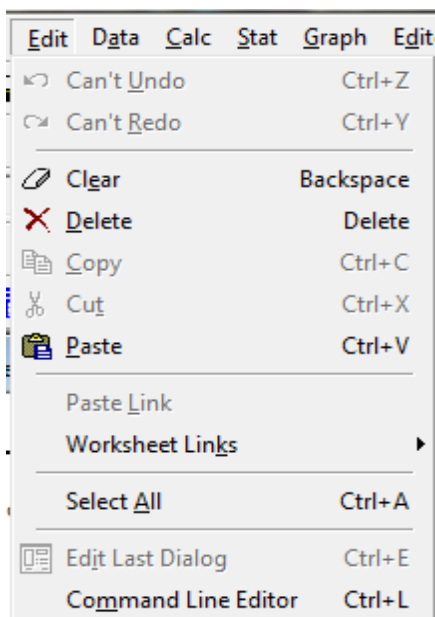 Edit Data Calc Stat Graph Edit
Can't Undo Ctrl+Z
Can't Redo Ctrl+Y
Clear Backspace
Delete Delete
Copy Ctrl+C
Cut Ctrl+X
Paste Ctrl+V
Paste Link
Worksheet Links
Select All Ctrl+A
Edit Last Dialog Ctrl+E
Command Line Editor Ctrl+L